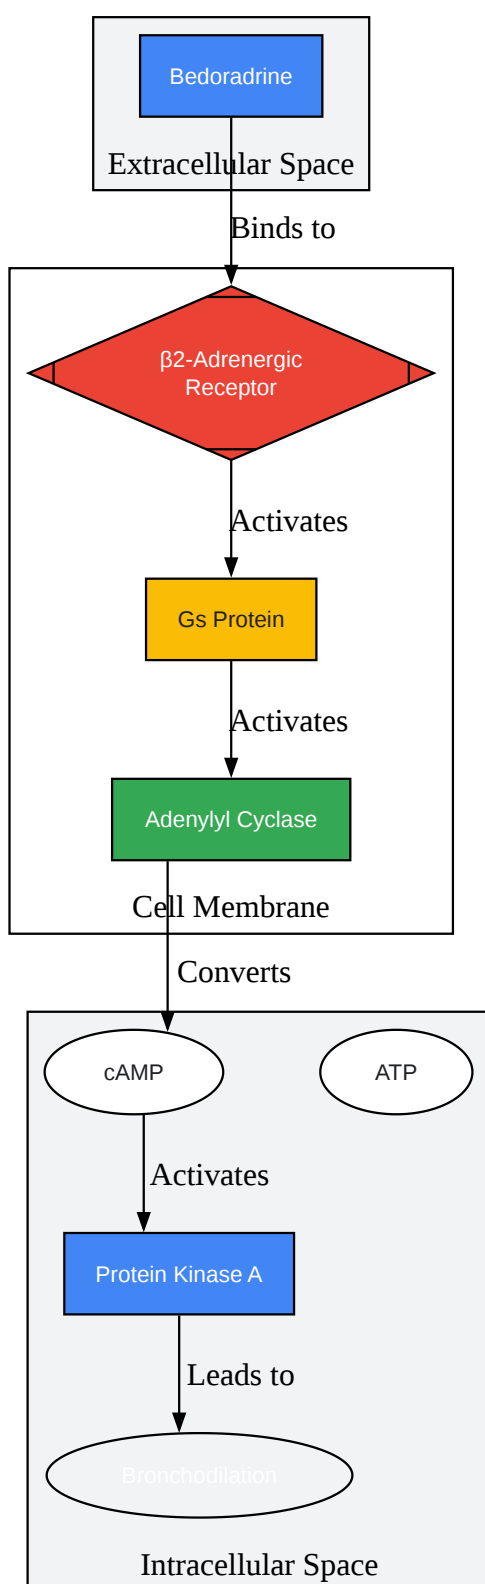 Bedoradrine
Extracellular Space
Binds to
β2-Adrenergic
Receptor
Activates
Gs Protein
Activates
Adenylyl Cyclase
Cell Membrane
Converts
cAMP
ATP
Activates
Protein Kinase A
Leads to
Bronchodilation
Intracellular Space